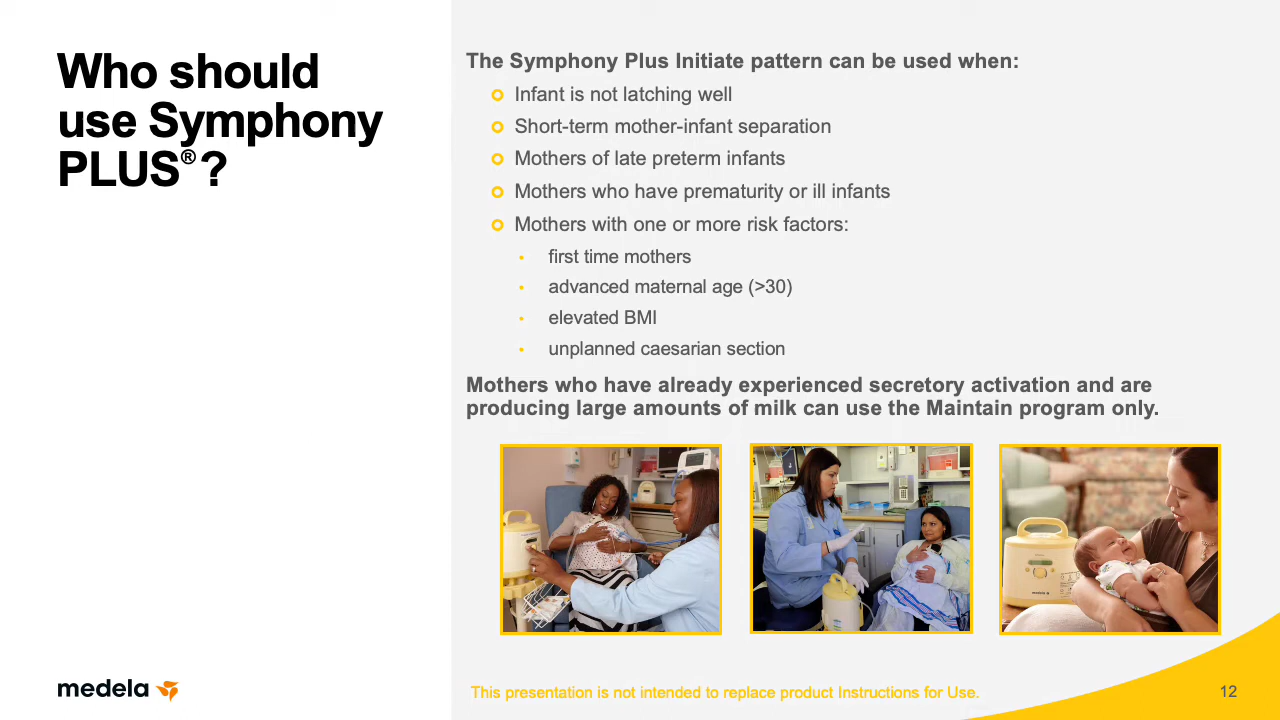 Who should
use Symphony
PLUS®?
The Symphony Plus Initiate pattern can be used when:
Infant is not latching well
Short-term mother-infant separation
Mothers of late preterm infants
Mothers who have prematurity or ill infants
Mothers with one or more risk factors:
first time mothers
advanced maternal age (>30)
elevated BMI
unplanned caesarian section
Mothers who have already experienced secretory activation and are
producing large amounts of milk can use the Maintain program only.
medela
medela
This presentation is not intended to replace product Instructions for Use.
12